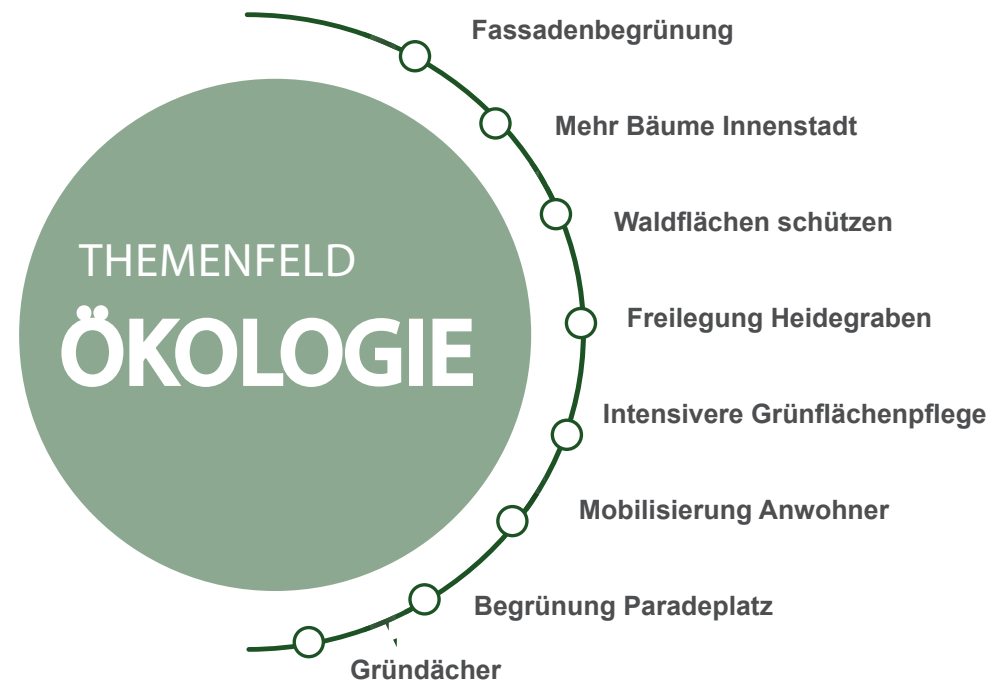 THEMENFELD
ÖKOLOGIE
Fassadenbegrünung
Mehr Bäume Innenstadt
Waldflächen schützen
Freilegung Heidegraben
Intensivere Grünflächenpflege
Mobilisierung Anwohner
Begrünung Paradeplatz
Gründächer